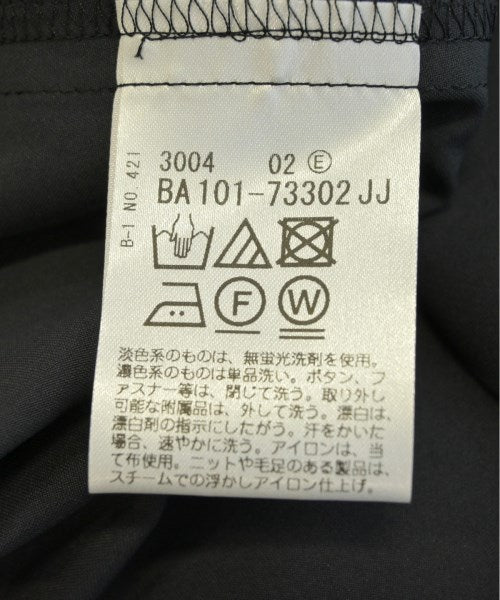 3004 02 Ⓔ
BA101-73302 JJ
B-1 NO 421
F W
淡色系のものは、無蛍光洗剤を使用。
濃色系のものは単品洗い。ボタン、フ
ァスナー等は、閉じて洗う。取り外し
可能な附属品は、外して洗う。漂白は、
漂白剤の指示にしたがう。汗をかいた
場合、速やかに洗う。アイロンは、当
て布使用。ニットや毛足のある製品は、
スチームでの浮かしアイロン仕上げ。